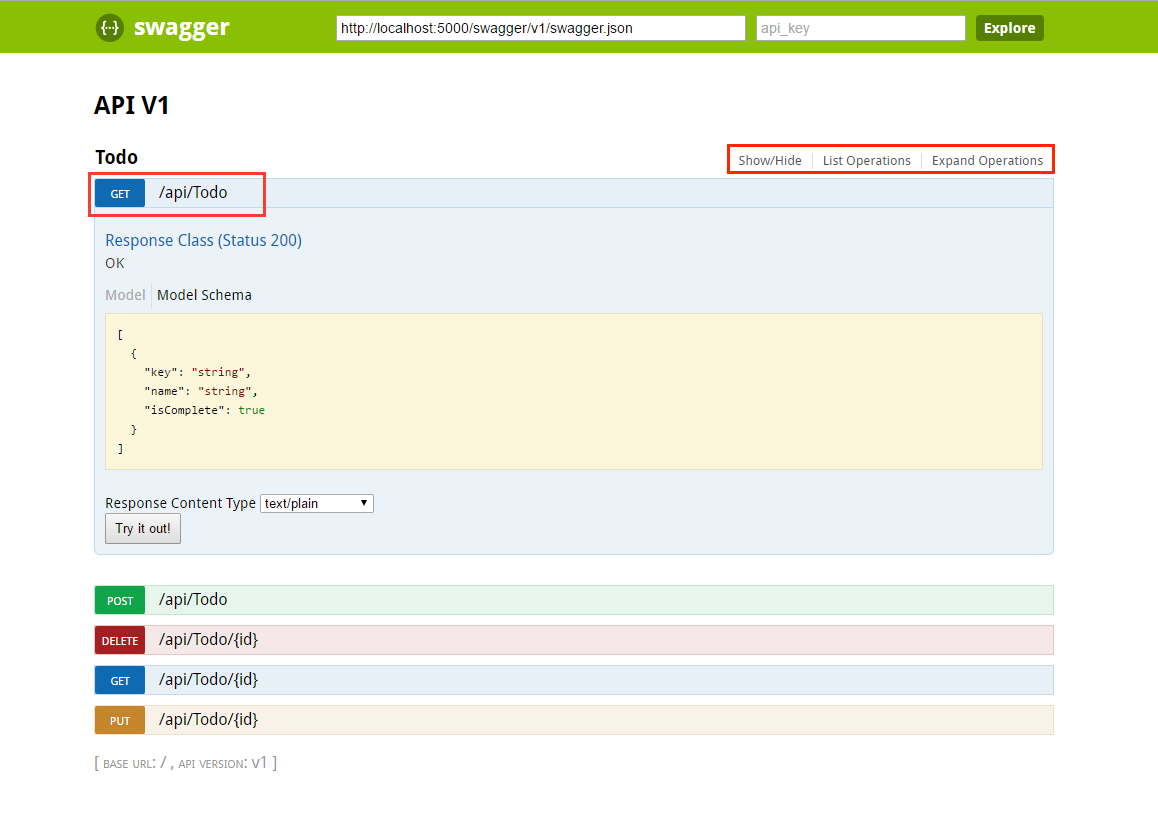 {··} swagger http://localhost:5000/swagger/v1/swagger.json api_key Explore
API V1
Todo Show/Hide List Operations Expand Operations
GET /api/Todo
Response Class (Status 200)
OK
Model Model Schema
[
{
"key": "string",
"name": "string",
"isComplete": true
}
]
Response Content Type text/plain
Try it out!
POST /api/Todo
DELETE /api/Todo/{id}
GET /api/Todo/{id}
PUT /api/Todo/{id}
[ BASE URL: / , API VERSION: V1 ]